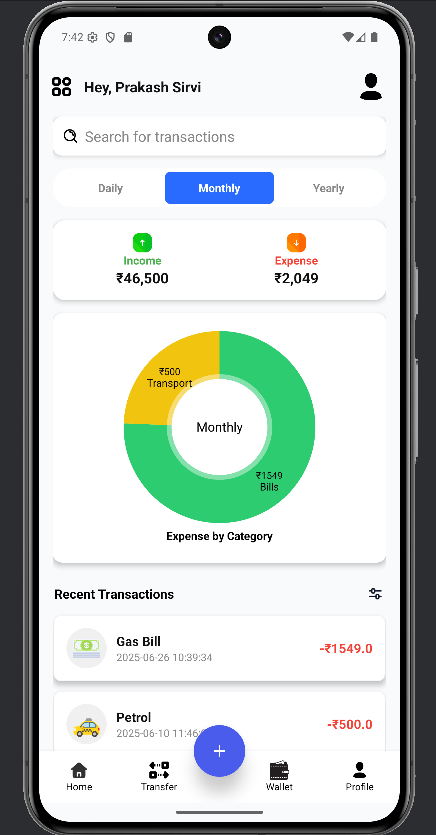 7:42
Hey, Prakash Sirvi
Search for transactions
Daily Monthly Yearly
Income Expense
₹46,500 ₹2,049
₹500
Transport
Monthly
₹1549
Bills
Expense by Category
Recent Transactions
Gas Bill
-₹1549.0
2025-06-26 10:39:34
Petrol
-₹500.0
2025-06-10 11:46:
Home Transfer Wallet Profile